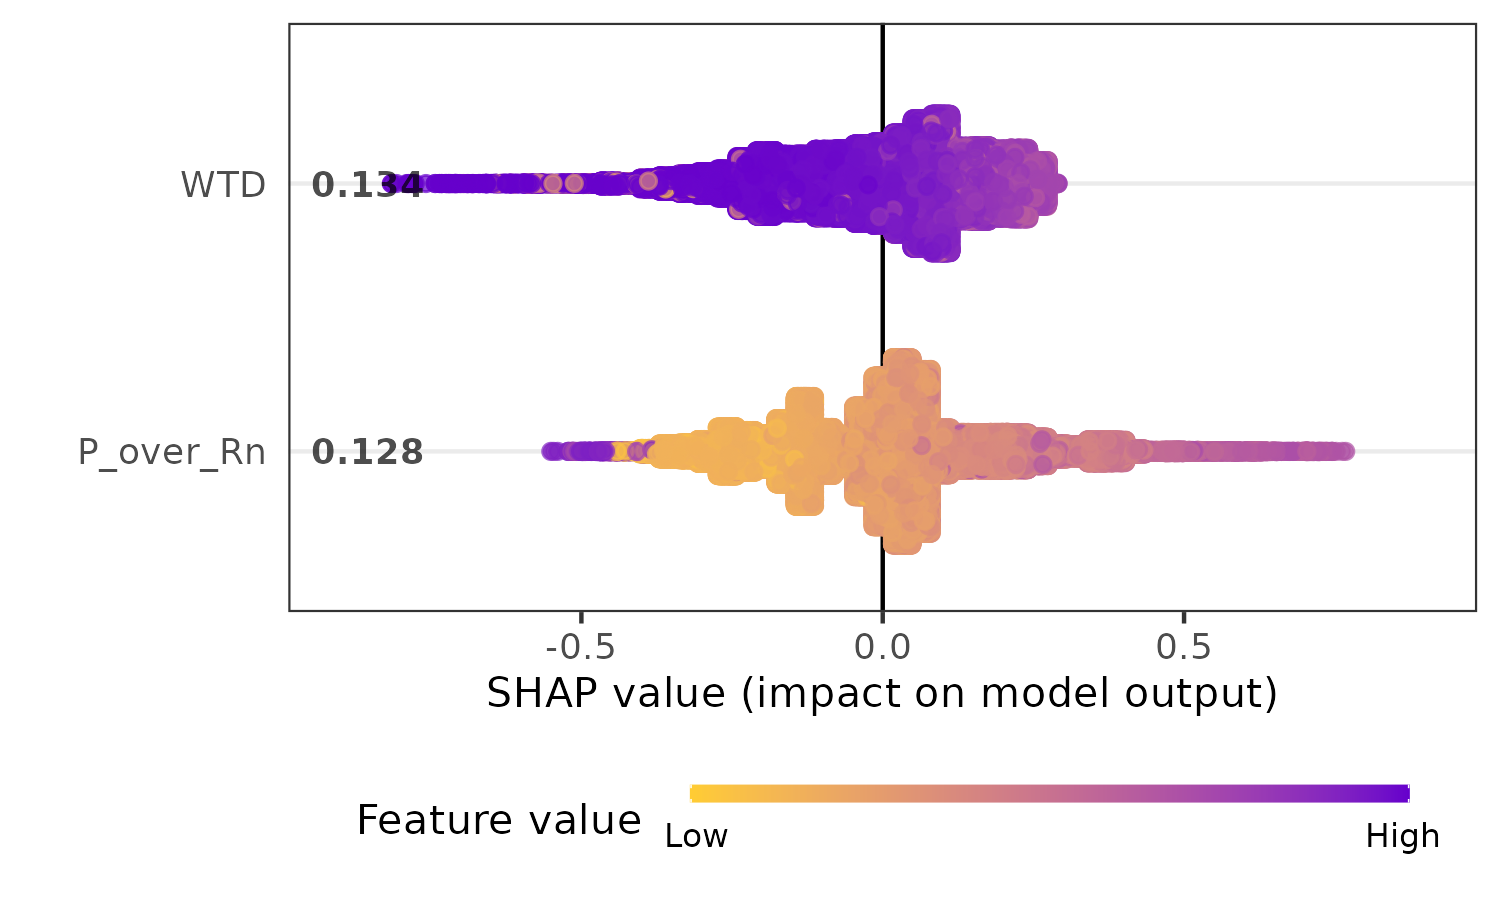 WTD 0.134
P_over_Rn 0.128
-0.5 0.0 0.5
SHAP value (impact on model output)
Feature value
Low High